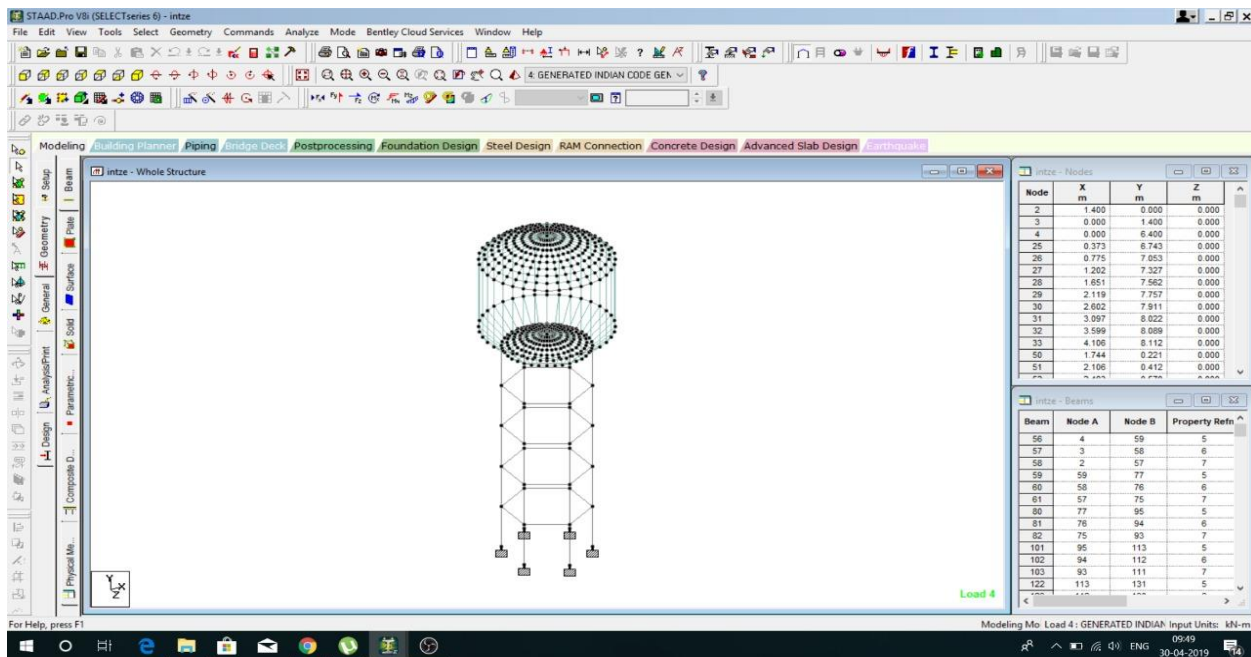 STAAD.Pro V8i (SELECTseries 6) - intze
File Edit View Tools Select Geometry Commands Analyze Mode Bentley Cloud Services Window Help
4: GENERATED INDIAN CODE GEN
Modeling Building Planner Piping Bridge Deck Postprocessing Foundation Design Steel Design RAM Connection Concrete Design Advanced Slab Design Earthquake
Setup
Geometry
General
Analysis/Print
Design
Beam
Plate
Surface
Solid
Parametric...
Composite D...
Physical Me...
intze - Whole Structure
Y
X
Z
Load 4
intze - Nodes
Node X m Y m Z m
2 1.400 0.000 0.000
3 0.000 1.400 0.000
4 0.000 6.400 0.000
25 0.373 6.743 0.000
26 0.775 7.053 0.000
27 1.202 7.327 0.000
28 1.651 7.562 0.000
29 2.119 7.757 0.000
30 2.602 7.911 0.000
31 3.097 8.022 0.000
32 3.599 8.089 0.000
33 4.106 8.112 0.000
50 1.744 0.221 0.000
51 2.106 0.412 0.000
intze - Beams
Beam Node A Node B Property Refn
56 4 59 5
57 3 58 6
58 2 57 7
59 59 77 5
60 58 76 6
61 57 75 7
80 77 95 5
81 76 94 6
82 75 93 7
101 95 113 5
102 94 112 6
103 93 111 7
122 113 131 5
For Help, press F1
Modeling Mo Load 4 : GENERATED INDIAN Input Units: kN-m
ENG
09:49
30-04-2019
14